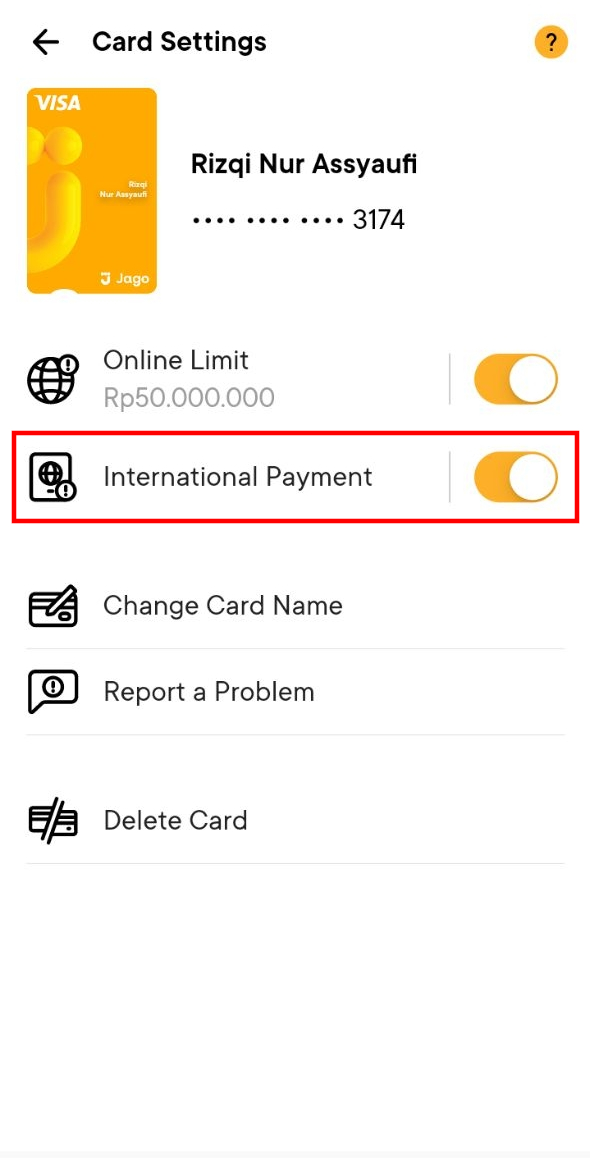 Card Settings
?
VISA
Rizqi
Nur Assyaufi
Jago
Rizqi Nur Assyaufi
•••• •••• •••• 3174
Online Limit
Rp50.000.000
International Payment
Change Card Name
Report a Problem
Delete Card